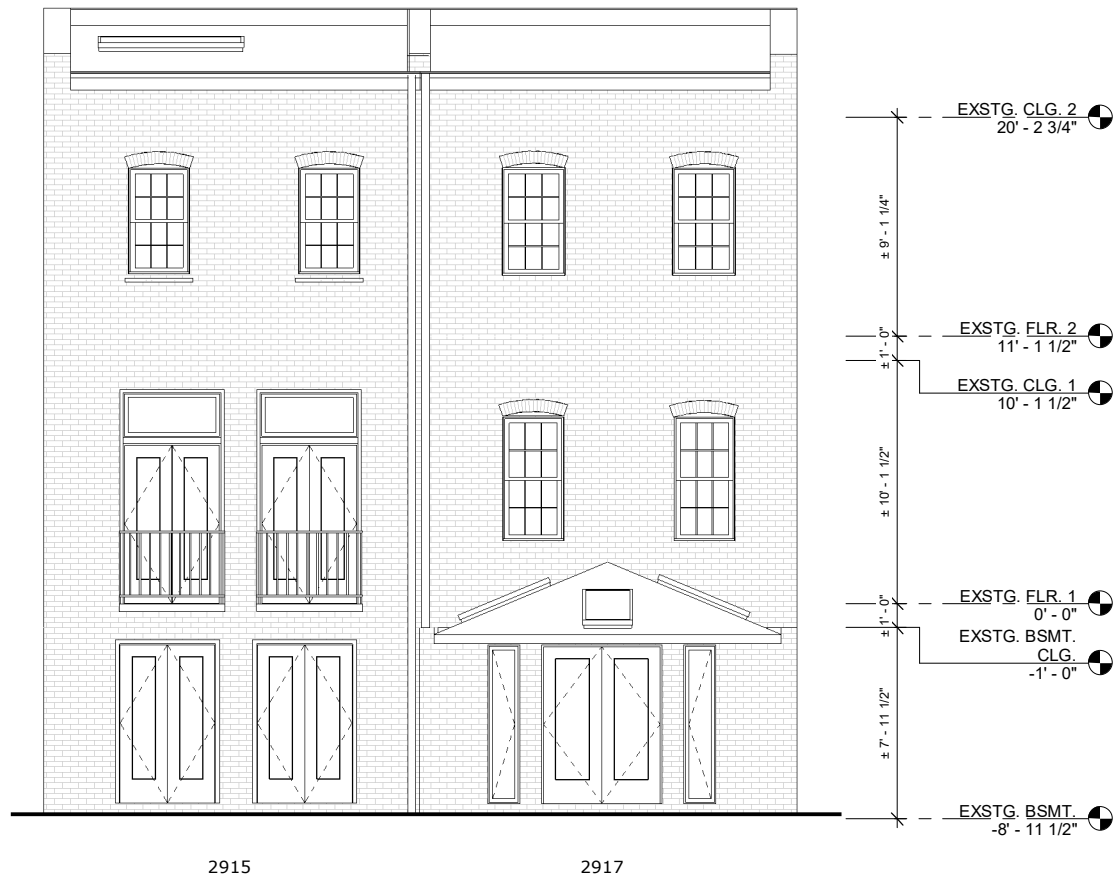 EXSTG. CLG. 2
20' - 2 3/4"
± 9' - 1 1/4"
EXSTG. FLR. 2
11' - 1 1/2"
± 1' - 0"
EXSTG. CLG. 1
10' - 1 1/2"
± 10' - 1 1/2"
EXSTG. FLR. 1
0' - 0"
± 1' - 0"
EXSTG. BSMT.
CLG.
-1' - 0"
± 7' - 11 1/2"
EXSTG. BSMT.
-8' - 11 1/2"
2915
2917